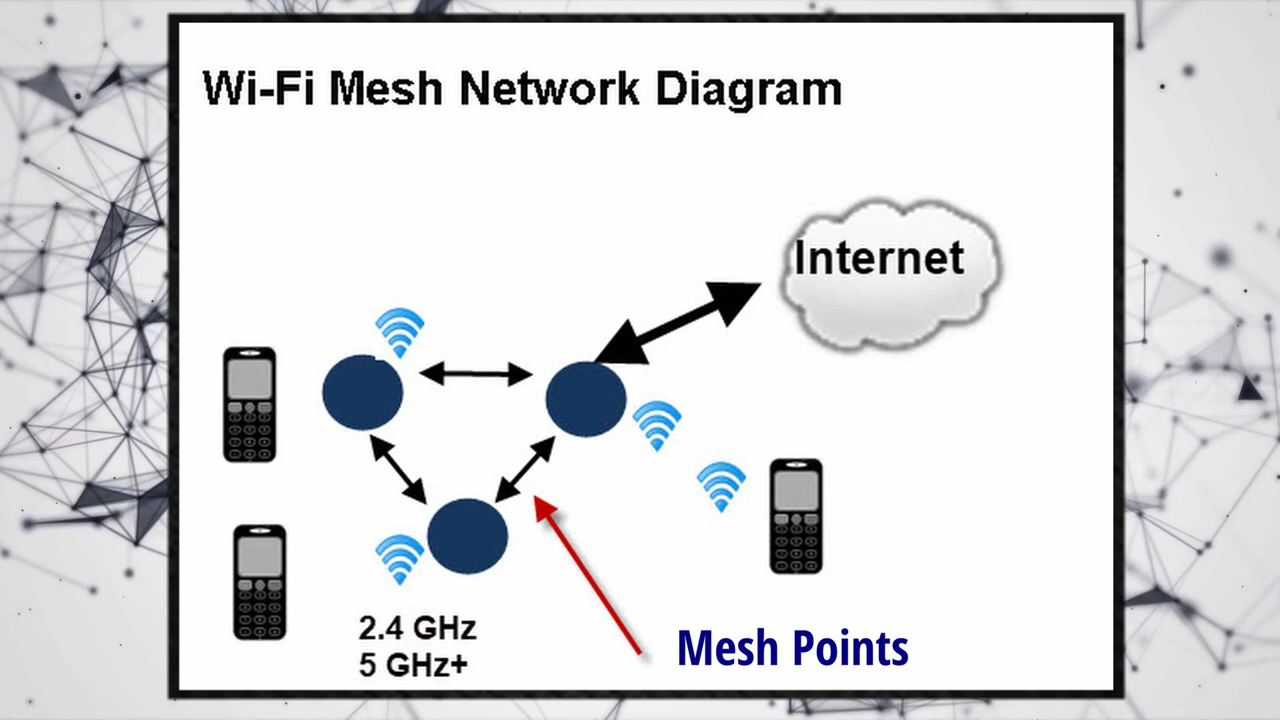 Wi-Fi Mesh Network Diagram
Internet
2.4 GHz
5 GHz+
Mesh Points